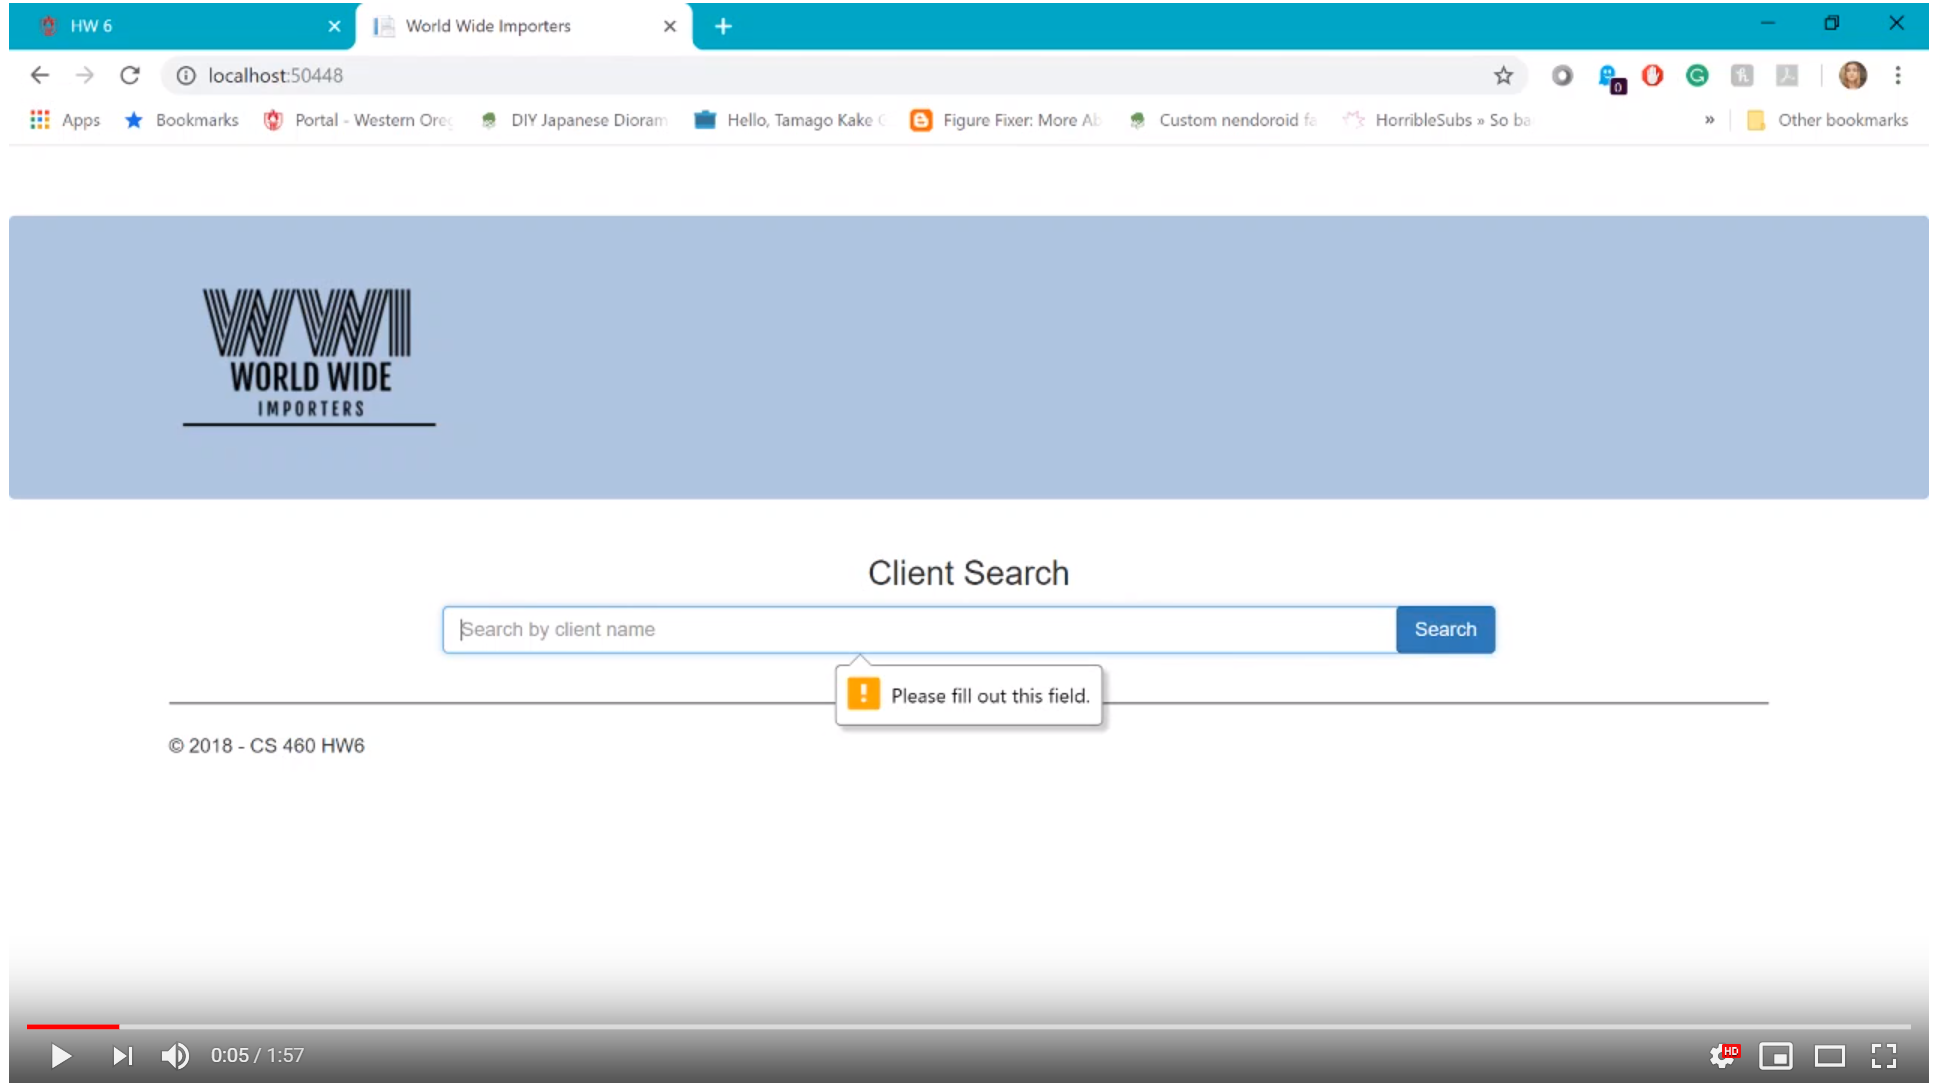 HW 6
World Wide Importers
localhost:50448
0
Apps
Bookmarks
Portal - Western Oreg
DIY Japanese Dioram
Hello, Tamago Kake G
Figure Fixer: More Ab
Custom nendoroid fa
HorribleSubs » So ba
»
Other bookmarks
WWI
WORLD WIDE
IMPORTERS
Client Search
Search by client name
Search
Please fill out this field.
© 2018 - CS 460 HW6
0:05 / 1:57
HD